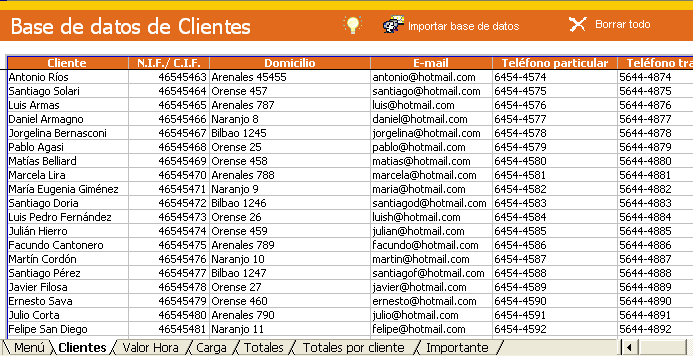 Base de datos de Clientes Importar base de datos Borrar todo
Cliente N.I.F./ C.I.F. Domicilio E-mail Teléfono particular Teléfono tra
Antonio Ríos 46545463 Arenales 45455 antonio@hotmail.com 6454-4574 5644-4874
Santiago Solari 46545464 Orense 457 santiago@hotmail.com 6454-4575 5644-4875
Luis Armas 46545465 Arenales 787 luis@hotmail.com 6454-4576 5644-4876
Daniel Armagno 46545466 Naranjo 8 daniel@hotmail.com 6454-4577 5644-4877
Jorgelina Bernasconi 46545467 Bilbao 1245 jorgelina@hotmail.com 6454-4578 5644-4878
Pablo Agasi 46545468 Orense 25 pablo@hotmail.com 6454-4579 5644-4879
Matías Belliard 46545469 Orense 458 matias@hotmail.com 6454-4580 5644-4880
Marcela Lira 46545470 Arenales 788 marcela@hotmail.com 6454-4581 5644-4881
María Eugenia Giménez 46545471 Naranjo 9 maria@hotmail.com 6454-4582 5644-4882
Santiago Doria 46545472 Bilbao 1246 santiagod@hotmail.com 6454-4583 5644-4883
Luis Pedro Fernández 46545473 Orense 26 luish@hotmail.com 6454-4584 5644-4884
Julián Hierro 46545474 Orense 459 julian@hotmail.com 6454-4585 5644-4885
Facundo Cantonero 46545475 Arenales 789 facundo@hotmail.com 6454-4586 5644-4886
Martín Cordón 46545476 Naranjo 10 martin@hotmail.com 6454-4587 5644-4887
Santiago Pérez 46545477 Bilbao 1247 santiagof@hotmail.com 6454-4588 5644-4888
Javier Filosa 46545478 Orense 27 javier@hotmail.com 6454-4589 5644-4889
Ernesto Sava 46545479 Orense 460 ernesto@hotmail.com 6454-4590 5644-4890
Julio Corta 46545480 Arenales 790 julio@hotmail.com 6454-4591 5644-4891
Felipe San Diego 46545481 Naranjo 11 felipe@hotmail.com 6454-4592 5644-4892
Menú Clientes Valor Hora Carga Totales Totales por cliente Importante